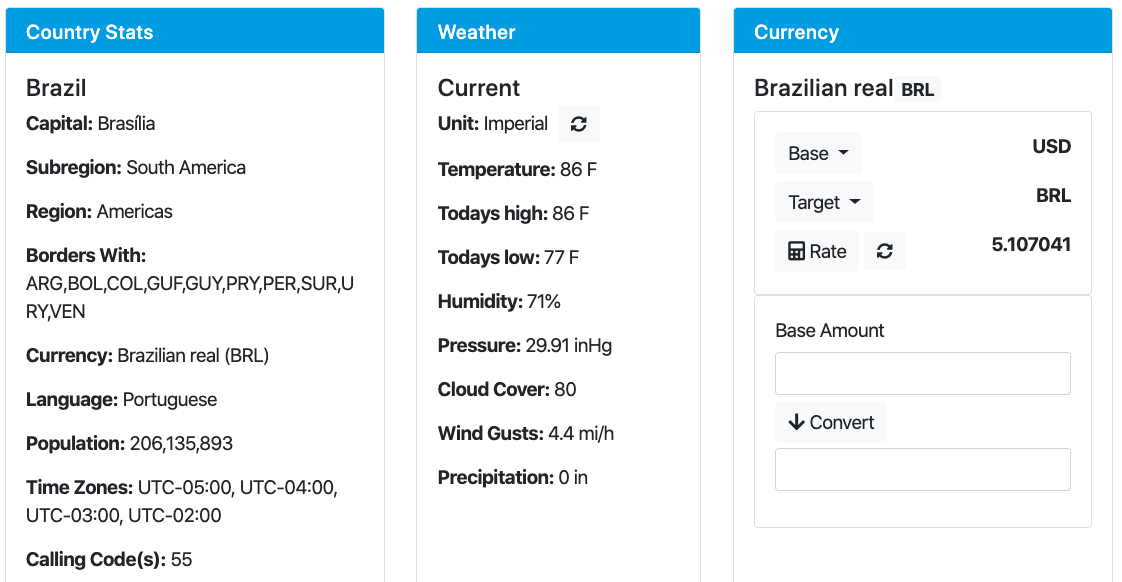 Country Stats
Brazil
Capital: Brasília
Subregion: South America
Region: Americas
Borders With:
ARG,BOL,COL,GUF,GUY,PRY,PER,SUR,U
RY,VEN
Currency: Brazilian real (BRL)
Language: Portuguese
Population: 206,135,893
Time Zones: UTC-05:00, UTC-04:00,
UTC-03:00, UTC-02:00
Calling Code(s): 55
Weather
Current
Unit: Imperial
Temperature: 86 F
Todays high: 86 F
Todays low: 77 F
Humidity: 71%
Pressure: 29.91 inHg
Cloud Cover: 80
Wind Gusts: 4.4 mi/h
Precipitation: 0 in
Currency
Brazilian real BRL
Base USD
Target BRL
Rate 5.107041
Base Amount
Convert